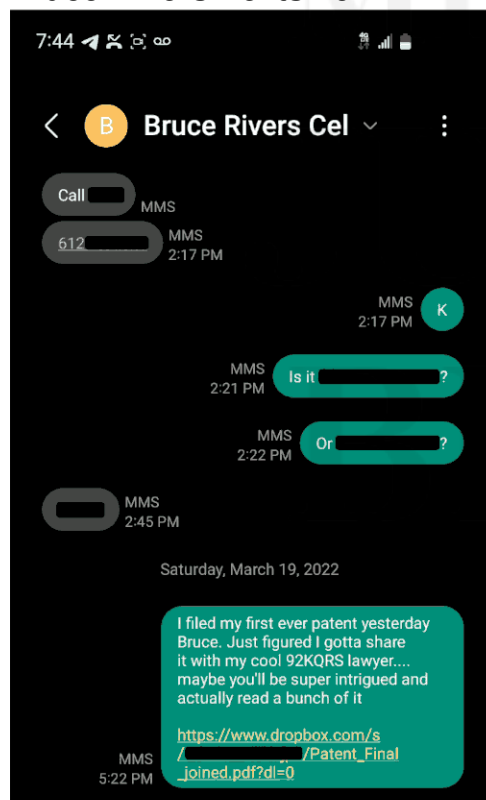 7:44
B Bruce Rivers Cel
Call
MMS
612
MMS
2:17 PM
MMS
2:17 PM
K
MMS
2:21 PM
Is it ?
MMS
2:22 PM
Or ?
MMS
2:45 PM
Saturday, March 19, 2022
I filed my first ever patent yesterday
Bruce. Just figured I gotta share
it with my cool 92KQRS lawyer....
maybe you'll be super intrigued and
actually read a bunch of it
https://www.dropbox.com/s
/ /Patent_Final
_joined.pdf?dl=0
MMS
5:22 PM